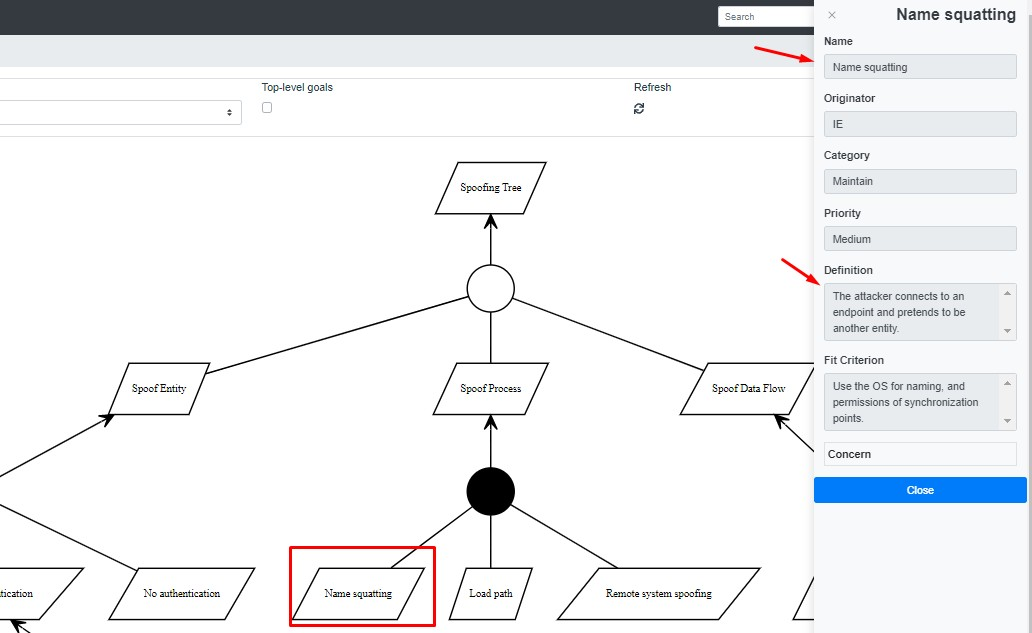 Search
Top-level goals
Refresh
Spoofing Tree
Spoof Entity
Spoof Process
Spoof Data Flow
tication
No authentication
Name squatting
Load path
Remote system spoofing
×
Name squatting
Name
Name squatting
Originator
IE
Category
Maintain
Priority
Medium
Definition
The attacker connects to an
endpoint and pretends to be
another entity.
Fit Criterion
Use the OS for naming, and
permissions of synchronization
points.
Concern
Close